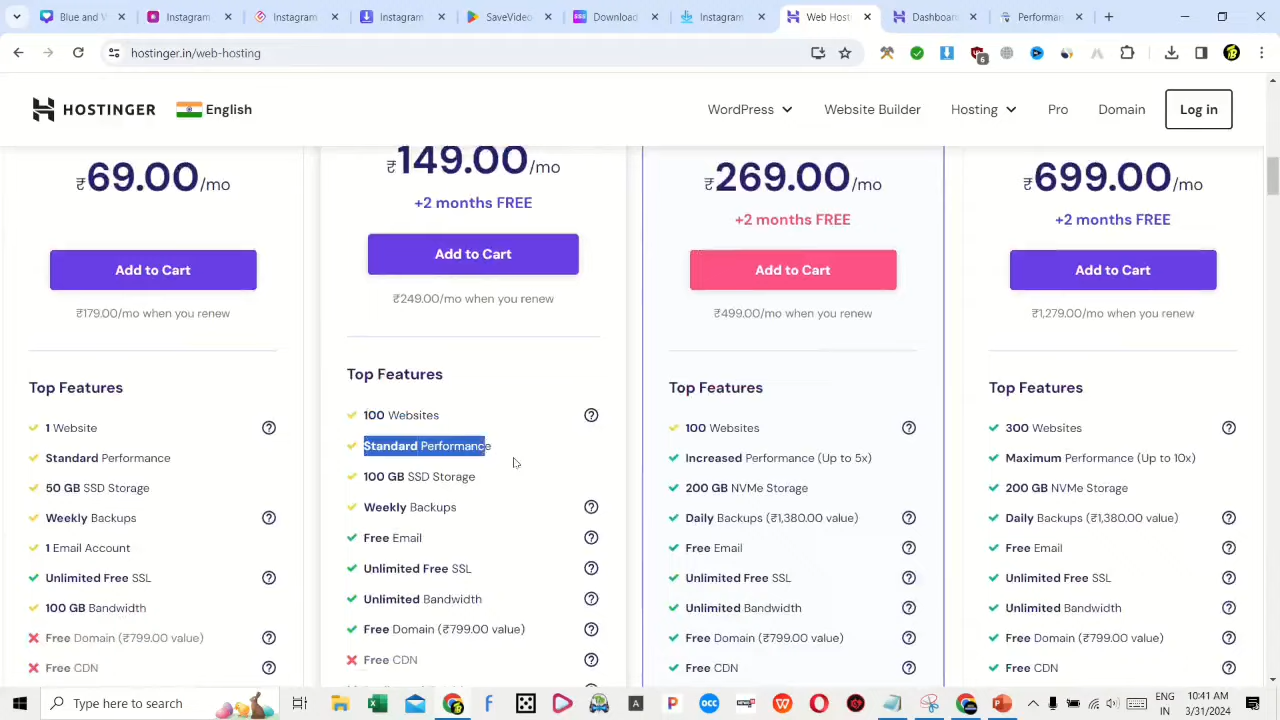 Instagram
Instagram
Instagram
SaveVideo
Download
Instagram
Web Host
Dashboar
Performan
hostinger.in/web-hosting
6
HOSTINGER
English
WordPress
Website Builder
Hosting
Pro
Domain
Log in
₹69.00/mo
Add to Cart
₹179.00/mo when you renew
Top Features
1 Website
Standard Performance
50 GB SSD Storage
Weekly Backups
1 Email Account
Unlimited Free SSL
100 GB Bandwidth
Free Domain (₹799.00 value)
Free CDN
₹149.00/mo
+2 months FREE
Add to Cart
₹249.00/mo when you renew
Top Features
100 Websites
Standard Performance
100 GB SSD Storage
Weekly Backups
Free Email
Unlimited Free SSL
Unlimited Bandwidth
Free Domain (₹799.00 value)
Free CDN
₹269.00/mo
+2 months FREE
Add to Cart
₹499.00/mo when you renew
Top Features
100 Websites
Increased Performance (Up to 5x)
200 GB NVMe Storage
Daily Backups (₹1,380.00 value)
Free Email
Unlimited Free SSL
Unlimited Bandwidth
Free Domain (₹799.00 value)
Free CDN
₹699.00/mo
+2 months FREE
Add to Cart
₹1,279.00/mo when you renew
Top Features
300 Websites
Maximum Performance (Up to 10x)
200 GB NVMe Storage
Daily Backups (₹1,380.00 value)
Free Email
Unlimited Free SSL
Unlimited Bandwidth
Free Domain (₹799.00 value)
Free CDN
Type here to search
ENG
IN
10:41 AM
3/31/2024